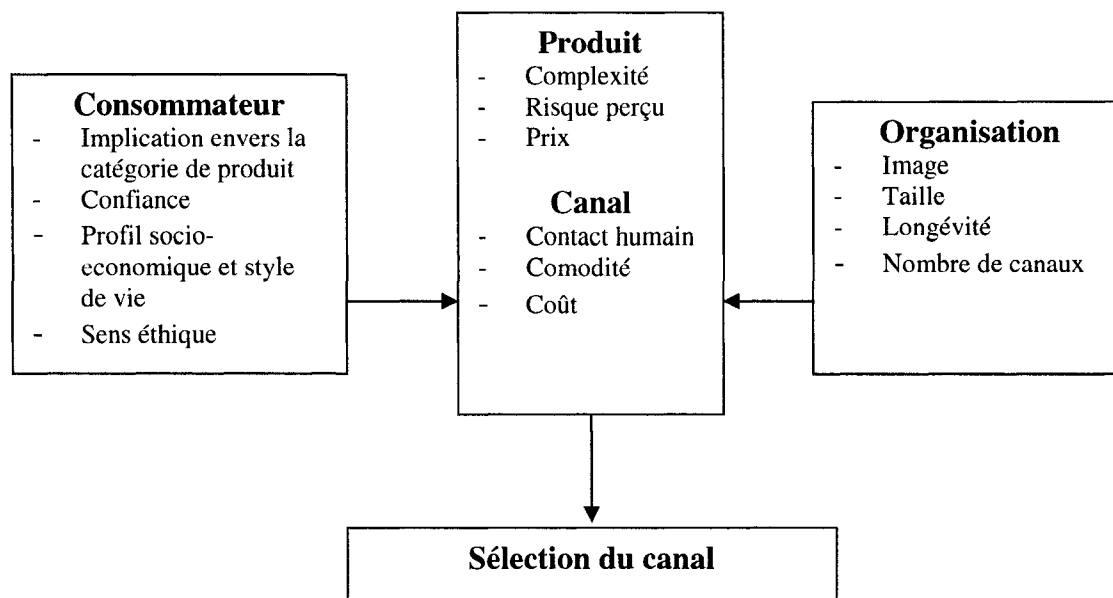 Consommateur
- Implication envers la
catégorie de produit
- Confiance
- Profil socio-
economique et style
de vie
- Sens éthique
Produit
- Complexité
- Risque perçu
- Prix
Canal
- Contact humain
- Comodité
- Coût
Organisation
- Image
- Taille
- Longévité
- Nombre de canaux
Sélection du canal